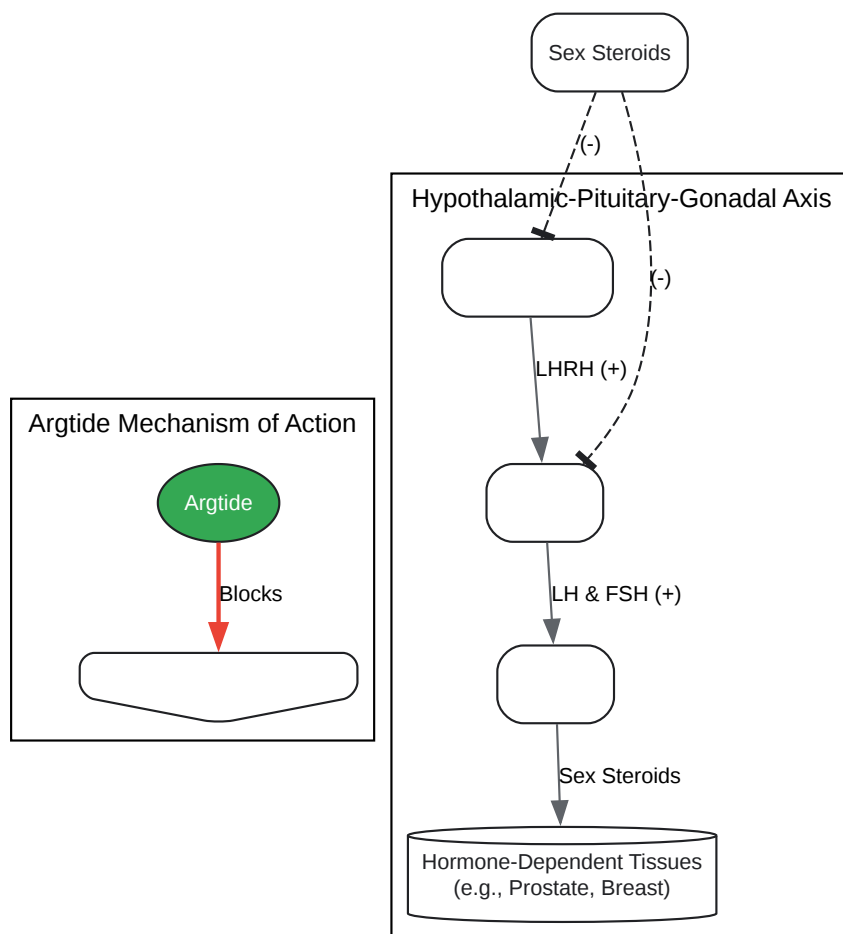 Sex Steroids
(-)
Hypothalamic-Pituitary-Gonadal Axis
(-)
LHRH (+)
Argtide Mechanism of Action
Argtide
Blocks
LH & FSH (+)
Sex Steroids
Hormone-Dependent Tissues
(e.g., Prostate, Breast)